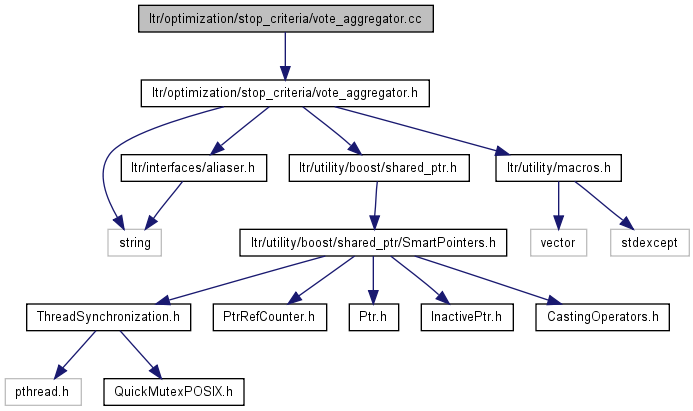 ltr/optimization/stop_criteria/vote_aggregator.cc
ltr/optimization/stop_criteria/vote_aggregator.h
ltr/interfaces/aliaser.h
ltr/utility/boost/shared_ptr.h
ltr/utility/macros.h
string
ltr/utility/boost/shared_ptr/SmartPointers.h
vector
stdexcept
ThreadSynchronization.h
PtrRefCounter.h
Ptr.h
InactivePtr.h
CastingOperators.h
pthread.h
QuickMutexPOSIX.h